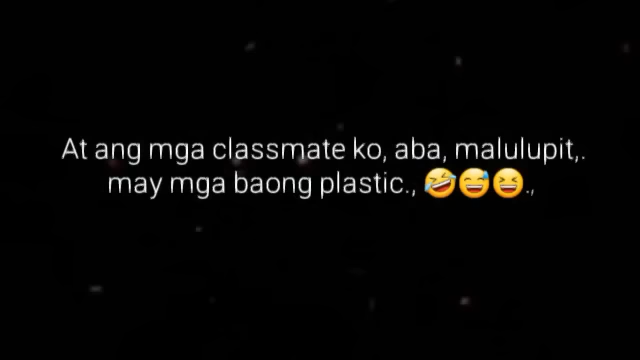 At ang mga classmate ko, aba, malulupit,.
may mga baong plastic., 🤣😅😆.,